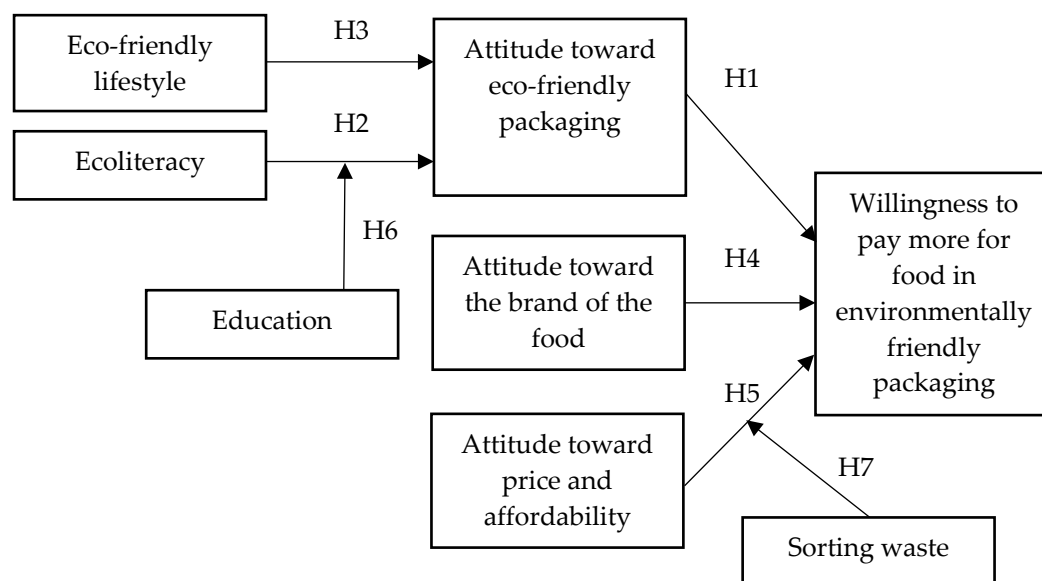 Eco-friendly
lifestyle
H3
Attitude toward
eco-friendly
packaging
H1
Ecoliteracy
H2
H6
Education
Attitude toward
the brand of the
food
H4
Willingness to
pay more for
food in
environmentally
friendly
packaging
H5
Attitude toward
price and
affordability
H7
Sorting waste